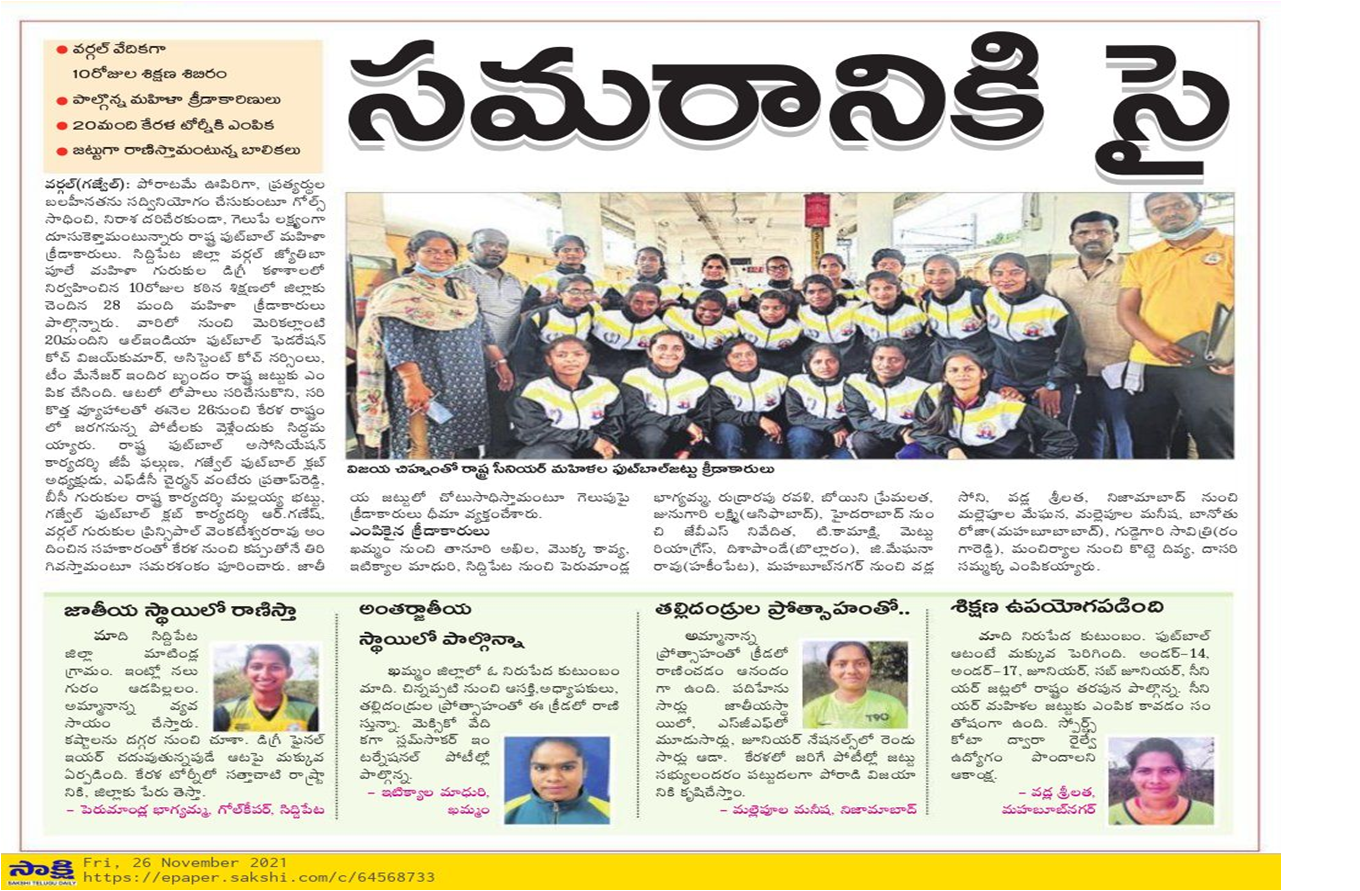 సమరానికి సై
● వర్గల్ వేదికగా
10రోజుల శిక్షణ శిబిరం
● పాల్గొన్న మహిళా క్రీడాకారిణులు
● 20మంది కేరళ టోర్నీకి ఎంపిక
● జట్టుగా రాణిస్తామంటున్న బాలికలు
వర్గల్(గజ్వేల్): పోరాటమే ఊపిరిగా, ప్రత్యర్థుల
బలహీనతను సద్వినియోగం చేసుకుంటూ గోల్స్
సాధించి, నిరాశ దరిచేరకుండా, గెలుపే లక్ష్యంగా
దూసుకెళ్తామంటున్నారు రాష్ట్ర ఫుట్‌బాల్ మహిళా
క్రీడాకారులు. సిద్దిపేట జిల్లా వర్గల్ జ్యోతిబా
పూలే మహిళా గురుకుల డిగ్రీ కళాశాలలో
నిర్వహించిన 10రోజుల కఠిన శిక్షణలో జిల్లాకు
చెందిన 28 మంది మహిళా క్రీడాకారులు
పాల్గొన్నారు. వారిలో నుంచి మెరికల్లాంటి
20మందిని ఆల్ఇండియా ఫుట్‌బాల్ ఫెడరేషన్
కోచ్ విజయ్‌కుమార్, అసిస్టెంట్ కోచ్ నర్సింలు,
టీం మేనేజర్ ఇందిర బృందం రాష్ట్ర జట్టుకు ఎం
పిక చేసింది. ఆటలో లోపాలు సరిచేసుకొని, సరి
కొత్త వ్యూహాలతో ఈనెల 26నుంచి కేరళ రాష్ట్రం
లో జరగనున్న పోటీలకు వెళ్లేందుకు సిద్ధమ
య్యారు. రాష్ట్ర ఫుట్‌బాల్ అసోసియేషన్
కార్యదర్శి జీపీ ఫల్గుణ, గజ్వేల్ ఫుట్‌బాల్ క్లబ్
అధ్యక్షుడు, ఎఫ్‌డీసీ చైర్మన్ వంటేరు ప్రతాప్‌రెడ్డి,
బీసీ గురుకుల రాష్ట్ర కార్యదర్శి మల్లయ్య భట్టు,
గజ్వేల్ ఫుట్‌బాల్ క్లబ్ కార్యదర్శి ఆర్.గణేష్,
వర్గల్ గురుకుల ప్రిన్సిపాల్ వెంకటేశ్వరరావు అం
దించిన సహకారంతో కేరళ నుంచి కప్పుతోనే తిరి
గివస్తామంటూ సమరశంకం పూరించారు. జాతీ
విజయ చిహ్నంతో రాష్ట్ర సీనియర్ మహిళల ఫుట్‌బాల్‌జట్టు క్రీడాకారులు
య జట్టులో చోటుసాధిస్తామంటూ గెలుపుపై
క్రీడాకారులు ధీమా వ్యక్తంచేశారు.
ఎంపికైన క్రీడాకారులు
ఖమ్మం నుంచి తానూరి అఖిల, మొక్క కావ్య,
ఇటిక్యాల మాధురి, సిద్దిపేట నుంచి పెరుమాండ్ల
భాగ్యమ్మ, రుద్రారపు రవళి, బోయిని ప్రేమలత,
జునుగారి లక్ష్మి(ఆసిఫాబాద్), హైదరాబాద్ నుం
చి జేవీఎస్ నివేదిత, టి.కామాక్షి, మెట్టు
రియాగ్రేస్, దిశాపాండే(బొల్లారం), జి.మేఘనా
రావు(హకీంపేట), మహబూబ్‌నగర్ నుంచి వడ్ల
సోని, వడ్ల శ్రీలత, నిజామాబాద్ నుంచి
మల్లెపూల మేఘన, మల్లెపూల మనీష, బానోతు
రోజా(మహబూబాబాద్), గుడ్డెగారి సావిత్రి(రం
గారెడ్డి), మంచిర్యాల నుంచి కొట్టె దివ్య, దాసరి
సమ్మక్క ఎంపికయ్యారు.
జాతీయ స్థాయిలో రాణిస్తా
మాది సిద్దిపేట
జిల్లా మాటిండ్ల
గ్రామం. ఇంట్లో నలు
గురం ఆడపిల్లలం.
అమ్మానాన్న వ్యవ
సాయం చేస్తారు.
కష్టాలను దగ్గర నుంచి చూశా. డిగ్రీ ఫైనల్
ఇయర్ చదువుతున్నపుడే ఆటపై మక్కువ
ఏర్పడింది. కేరళ టోర్నీలో సత్తాచాటి రాష్ట్రా
నికి, జిల్లాకు పేరు తెస్తా.
– పెరుమాండ్ల భాగ్యమ్మ, గోల్‌కీపర్, సిద్దిపేట
అంతర్జాతీయ
స్థాయిలో పాల్గొన్నా
ఖమ్మం జిల్లాలో ఓ నిరుపేద కుటుంబం
మాది. చిన్నప్పటి నుంచి ఆసక్తి,అధ్యాపకులు,
తల్లిదండ్రుల ప్రోత్సాహంతో ఈ క్రీడలో రాణి
స్తున్నా. మెక్సికో వేది
కగా స్లమ్‌సాకర్ ఇం
టర్నేషనల్ పోటీల్లో
పాల్గొన్న.
– ఇటిక్యాల మాధురి,
ఖమ్మం
తల్లిదండ్రుల ప్రోత్సాహంతో..
అమ్మానాన్న
ప్రోత్సాహంతో క్రీడలో
రాణించడం ఆనందం
గా ఉంది. పదిహేను
సార్లు జాతీయస్థా
యిలో, ఎస్‌జీఎఫ్‌లో
మూడుసార్లు, జూనియర్ నేషనల్స్‌లో రెండు
సార్లు ఆడా. కేరళలో జరిగే పోటీల్లో జట్టు
సభ్యులందరం పట్టుదలగా పోరాడి విజయా
నికి కృషిచేస్తాం.
– మల్లెపూల మనీష, నిజామాబాద్
శిక్షణ ఉపయోగపడింది
మాది నిరుపేద కుటుంబం. ఫుట్‌బాల్
ఆటంటే మక్కువ పెరిగింది. అండర్–14,
అండర్–17, జూనియర్, సబ్ జూనియర్, సీని
యర్ జట్లలో రాష్ట్రం తరపున పాల్గొన్న. సీని
యర్ మహిళల జట్టుకు ఎంపిక కావడం సం
తోషంగా ఉంది. స్పోర్ట్స్
కోటా ద్వారా రైల్వే
ఉద్యోగం పొందాలని
ఆకాంక్ష.
– వడ్ల శ్రీలత,
మహబూబ్‌నగర్
సాక్షి
SAKSHI TELUGU DAILY
Fri, 26 November 2021
https://epaper.sakshi.com/c/64568733